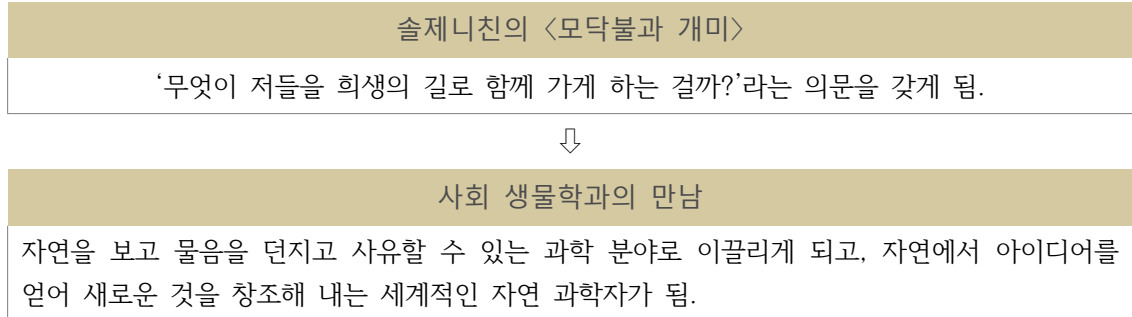 솔제니친의 〈모닥불과 개미〉
‘무엇이 저들을 희생의 길로 함께 가게 하는 걸까?’라는 의문을 갖게 됨.
⇩
사회 생물학과의 만남
자연을 보고 물음을 던지고 사유할 수 있는 과학 분야로 이끌리게 되고, 자연에서 아이디어를
얻어 새로운 것을 창조해 내는 세계적인 자연 과학자가 됨.